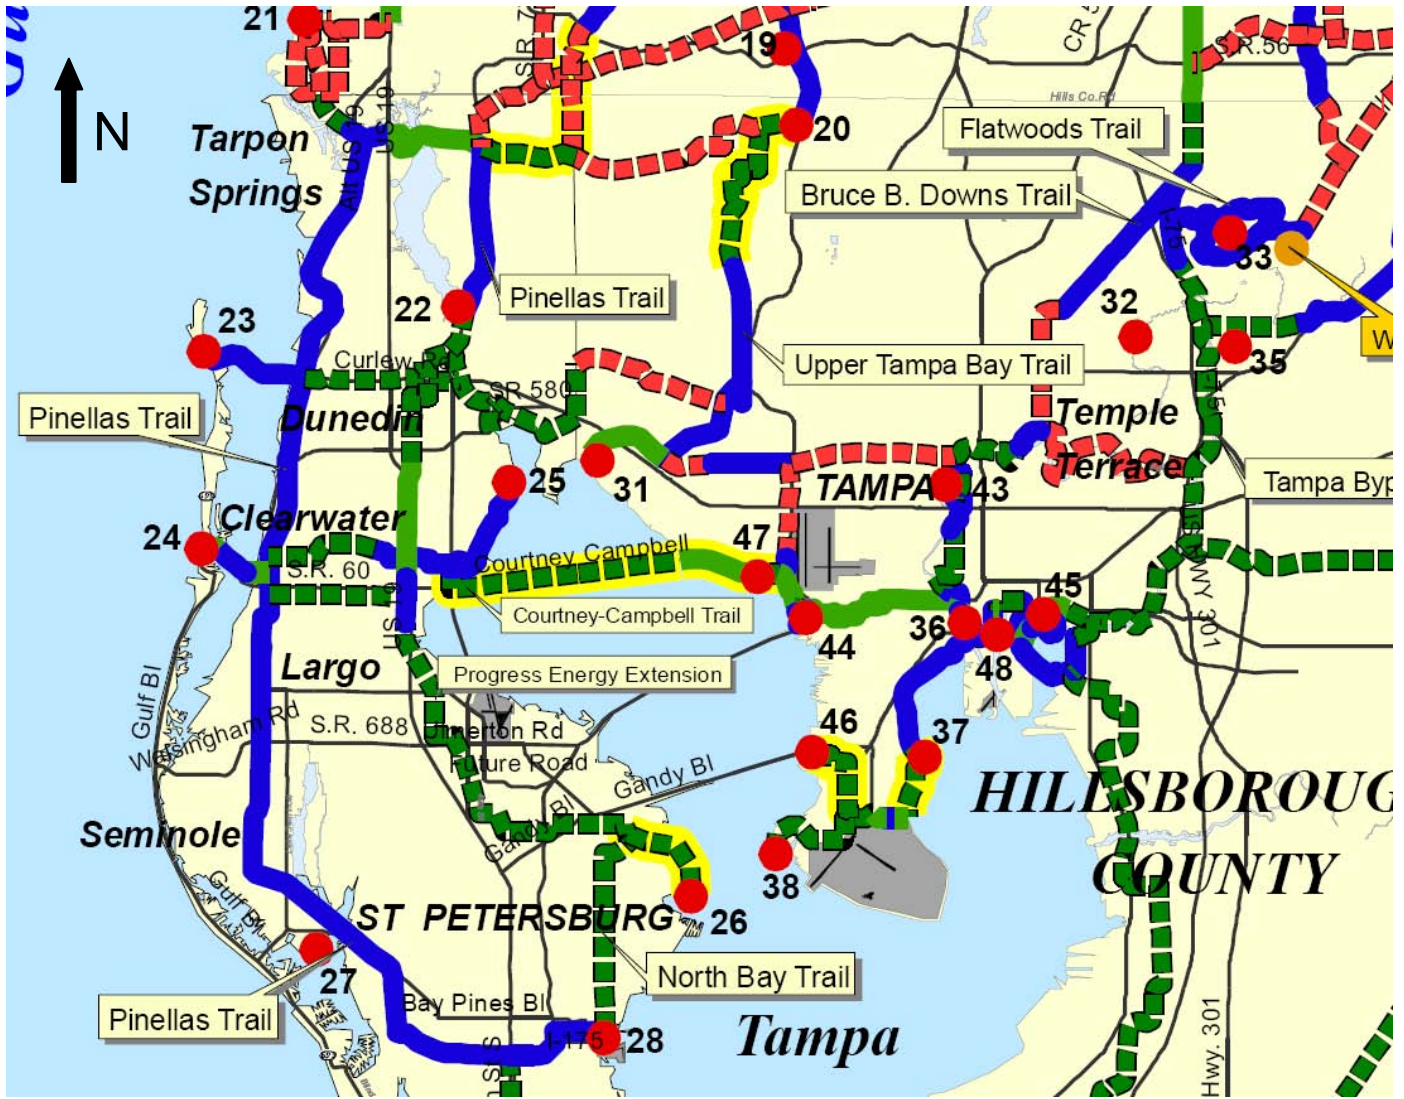 21
19
S.R.56
Hills Co.Rd
N
Tarpon
Springs
Alt US 19
US 19
20
Flatwoods Trail
Bruce B. Downs Trail
I-75
33
23
22
Pinellas Trail
32
35
Curlew Rd
SR 580
Upper Tampa Bay Trail
W
Pinellas Trail
Dunedin
Temple
Terrace
I-75
25
31
TAMPA
43
Tampa Byp
24
Clearwater
47
Courtney Campbell
S.R. 60
US 19
Courtney-Campbell Trail
45
36
44
48
HWY 301
Largo
Progress Energy Extension
Gulf Bl
Walsingham Rd
S.R. 688
Ulmerton Rd
Future Road
46
37
Gandy Bl
HILLSBOROUG
COUNTY
Seminole
Gandy Bl
38
Gulf Bl
ST PETERSBURG
26
27
North Bay Trail
Bay Pines Bl
Pinellas Trail
I-175
28
Tampa
Hwy. 301